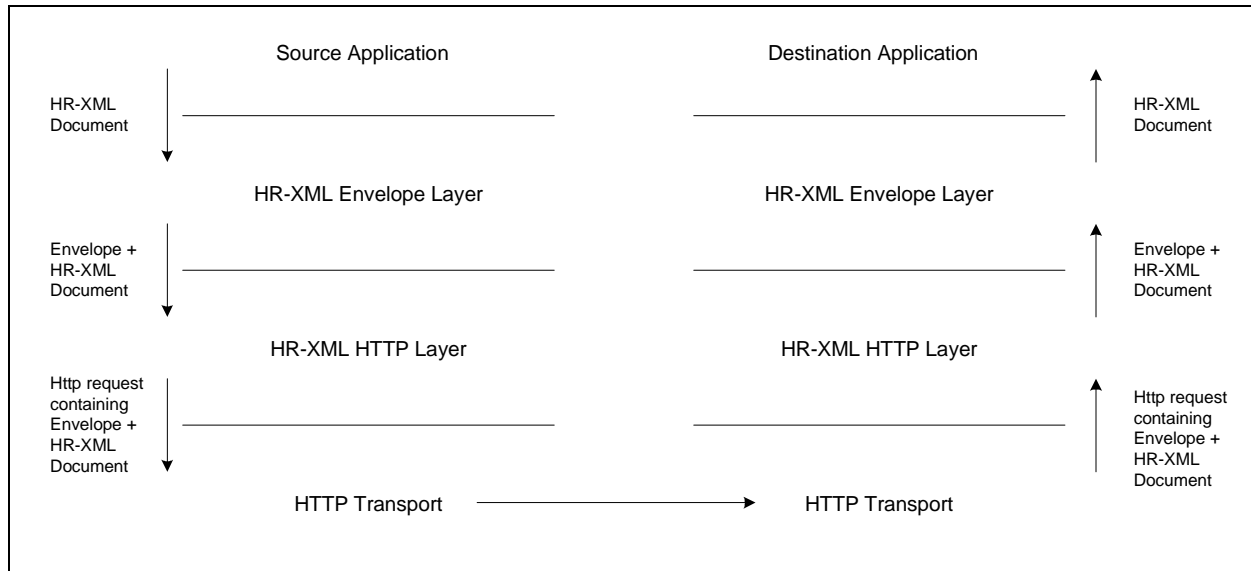 Source Application
Destination Application
HR-XML
Document
HR-XML
Document
HR-XML Envelope Layer
HR-XML Envelope Layer
Envelope +
HR-XML
Document
Envelope +
HR-XML
Document
HR-XML HTTP Layer
HR-XML HTTP Layer
Http request
containing
Envelope +
HR-XML
Document
Http request
containing
Envelope +
HR-XML
Document
HTTP Transport
HTTP Transport